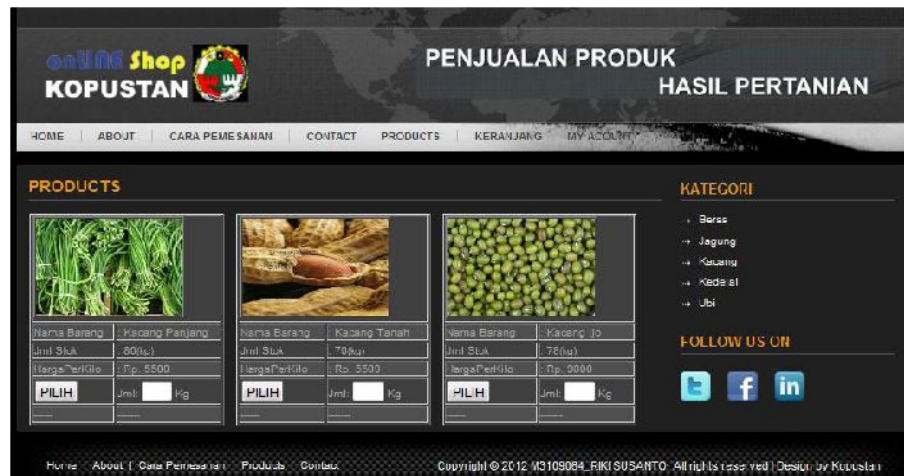 onLINE Shop
KOPUSTAN
PENJUALAN PRODUK
HASIL PERTANIAN
HOME | ABOUT | CARA PEMESANAN | CONTACT PRODUCTS | KERANJANG MY ACOUNT
PRODUCTS
Nama Barang : Kacang Panjang
Jml Stok : 80(kg)
HargaPerKilo : Rp. 5500
PILIH Jml: Kg
Nama Barang : Kacang Tanah
Jml Stok : 70(kg)
HargaPerKilo : Rp. 5500
PILIH Jml: Kg
Nama Barang : Kacang Ijo
Jml Stok : 78(kg)
HargaPerKilo : Rp. 9000
PILIH Jml: Kg
KATEGORI
Beras
Jagung
Kacang
Kedelai
Ubi
FOLLOW US ON
Home About | Cara Pemesanan Products Contact
Copyright © 2012 M3109064_RIKI SUSANTO. All rights reserved | Design by Kopustan